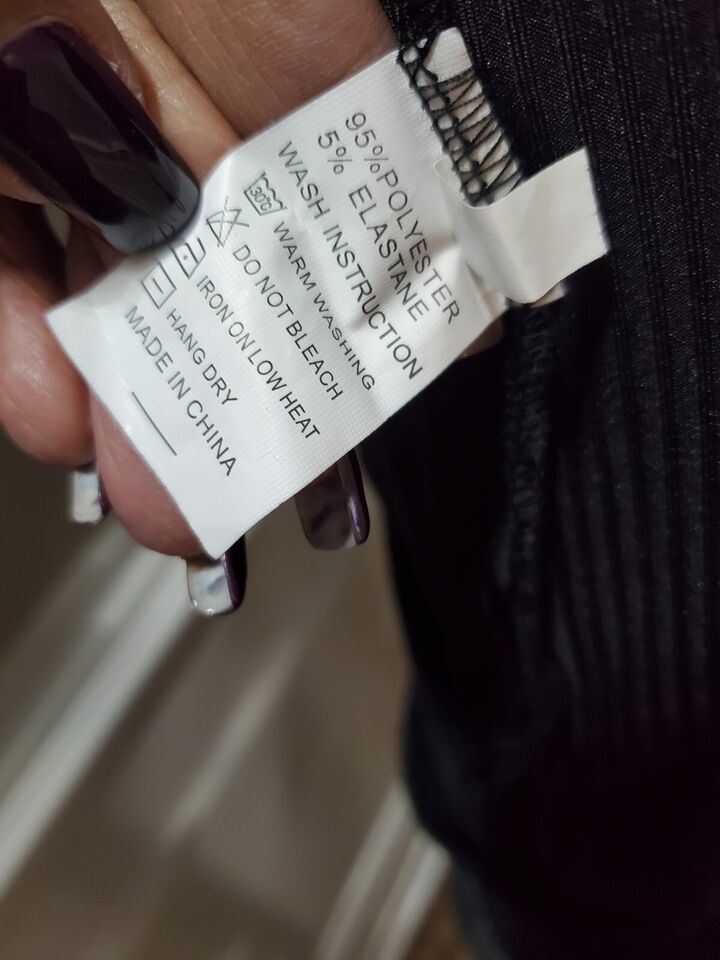 95%POLYESTER
5% ELASTANE
WASH INSTRUCTION
30℃ WARM WASHING
DO NOT BLEACH
IRON ON LOW HEAT
HANG DRY
MADE IN CHINA